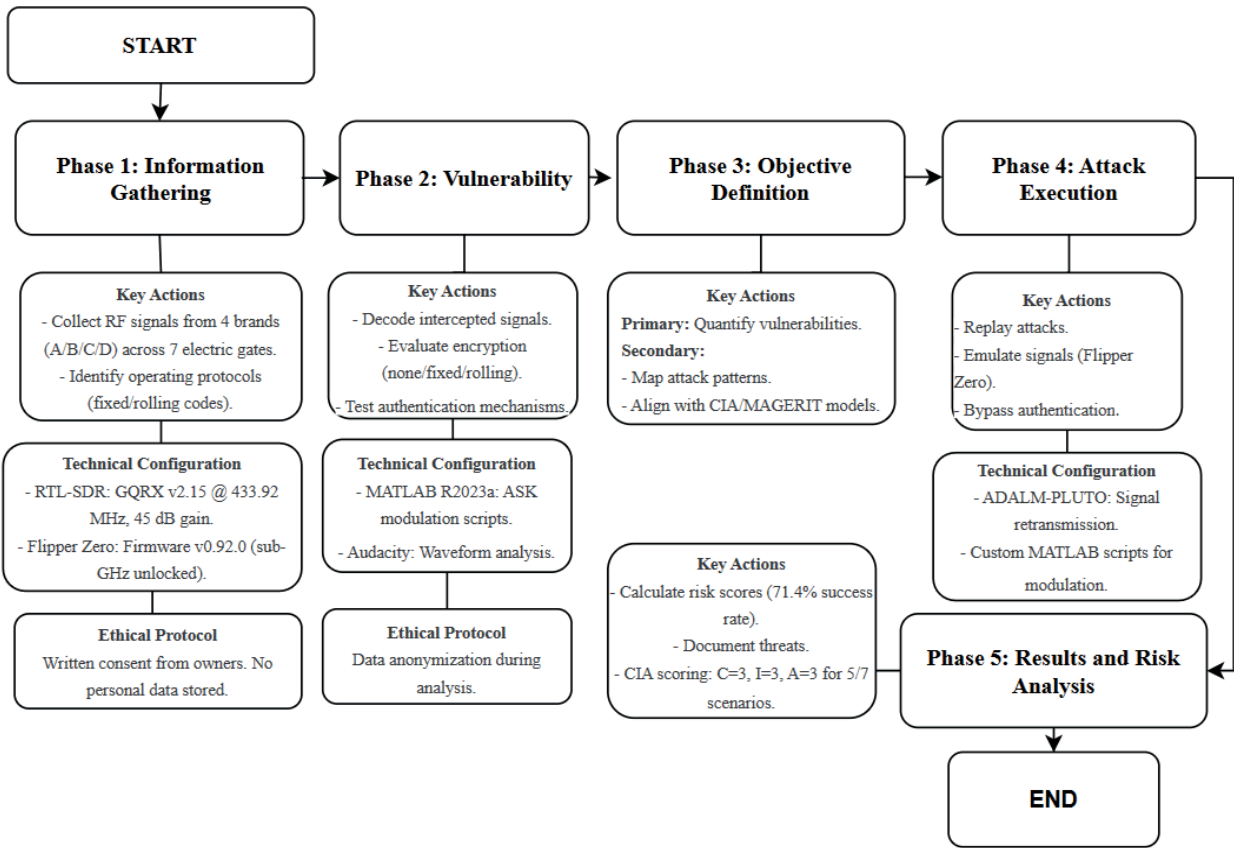 START
Phase 1: Information
Gathering
Key Actions
- Collect RF signals from 4 brands
(A/B/C/D) across 7 electric gates.
- Identify operating protocols
(fixed/rolling codes).
Technical Configuration
- RTL-SDR: GQRX v2.15 @ 433.92
MHz, 45 dB gain.
- Flipper Zero: Firmware v0.92.0 (sub-
GHz unlocked).
Ethical Protocol
Written consent from owners. No
personal data stored.
Phase 2: Vulnerability
Key Actions
- Decode intercepted signals.
- Evaluate encryption
(none/fixed/rolling).
- Test authentication mechanisms.
Technical Configuration
- MATLAB R2023a: ASK
modulation scripts.
- Audacity: Waveform analysis.
Ethical Protocol
Data anonymization during
analysis.
Phase 3: Objective
Definition
Key Actions
Primary: Quantify vulnerabilities.
Secondary:
- Map attack patterns.
- Align with CIA/MAGERIT models.
Phase 4: Attack
Execution
Key Actions
- Replay attacks.
- Emulate signals (Flipper
Zero).
- Bypass authentication.
Technical Configuration
- ADALM-PLUTO: Signal
retransmission.
- Custom MATLAB scripts for
modulation.
Phase 5: Results and Risk
Analysis
Key Actions
- Calculate risk scores (71.4% success
rate).
- Document threats.
- CIA scoring: C=3, I=3, A=3 for 5/7
scenarios.
END